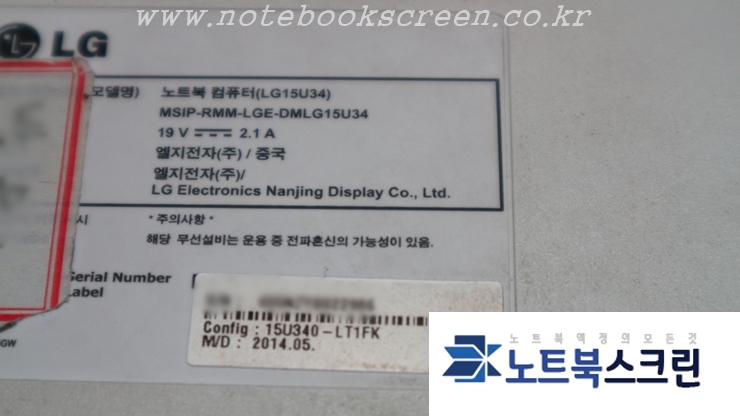 www.notebookscreen.co.kr
LG
모델명) 노트북 컴퓨터(LG15U34)
MSIP-RMM-LGE-DMLG15U34
19 V 2.1 A
엘지전자(주) / 중국
엘지전자(주)/
LG Electronics Nanjing Display Co., Ltd.
시 * 주의사항 *
해당 무선설비는 운용 중 전파혼신의 가능성이 있음.
Serial Number
Label
Config : 15U340-LT1FK
M/D : 2014.05.
GW
노트북액정의모든것
노트북스크린